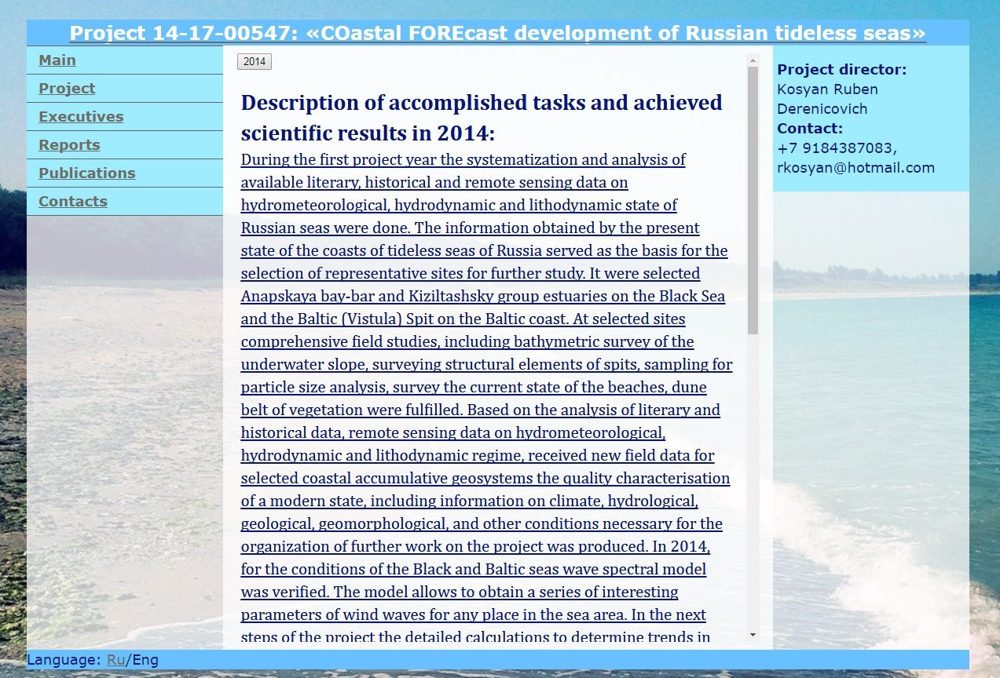 Project 14-17-00547: «COastal FOREcast development of Russian tideless seas»
Main
Project
Executives
Reports
Publications
Contacts
2014
Description of accomplished tasks and achieved
scientific results in 2014:
During the first project year the systematization and analysis of
available literary, historical and remote sensing data on
hydrometeorological, hydrodynamic and lithodynamic state of
Russian seas were done. The information obtained by the present
state of the coasts of tideless seas of Russia served as the basis for the
selection of representative sites for further study. It were selected
Anapskaya bay-bar and Kiziltashsky group estuaries on the Black Sea
and the Baltic (Vistula) Spit on the Baltic coast. At selected sites
comprehensive field studies, including bathymetric survey of the
underwater slope, surveying structural elements of spits, sampling for
particle size analysis, survey the current state of the beaches, dune
belt of vegetation were fulfilled. Based on the analysis of literary and
historical data, remote sensing data on hydrometeorological,
hydrodynamic and lithodynamic regime, received new field data for
selected coastal accumulative geosystems the quality characterisation
of a modern state, including information on climate, hydrological,
geological, geomorphological, and other conditions necessary for the
organization of further work on the project was produced. In 2014,
for the conditions of the Black and Baltic seas wave spectral model
was verified. The model allows to obtain a series of interesting
parameters of wind waves for any place in the sea area. In the next
steps of the project the detailed calculations to determine trends in
Project director:
Kosyan Ruben
Derenicovich
Contact:
+7 9184387083,
rkosyan@hotmail.com
Language: Ru/Eng